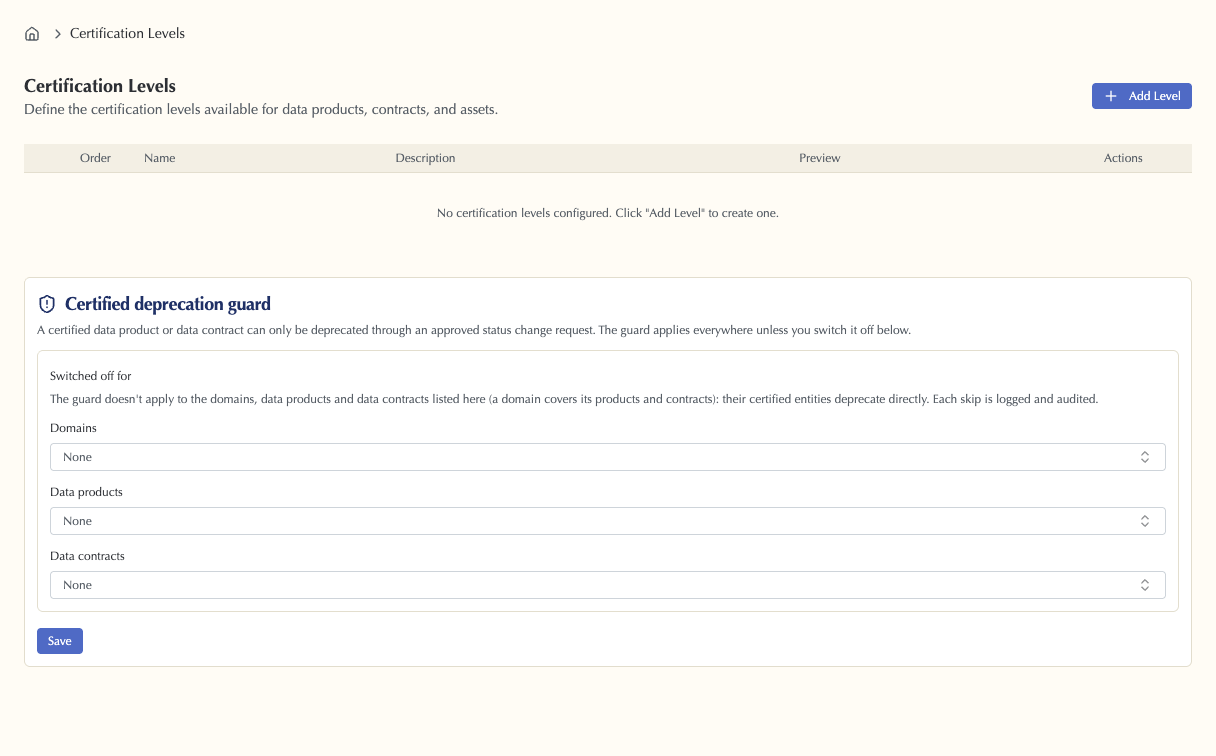 Certification Levels
Certification Levels
Define the certification levels available for data products, contracts, and assets.
Add Level
Order Name Description Preview Actions
No certification levels configured. Click "Add Level" to create one.
Certified deprecation guard
A certified data product or data contract can only be deprecated through an approved status change request. The guard applies everywhere unless you switch it off below.
Switched off for
The guard doesn't apply to the domains, data products and data contracts listed here (a domain covers its products and contracts): their certified entities deprecate directly. Each skip is logged and audited.
Domains
None
Data products
None
Data contracts
None
Save